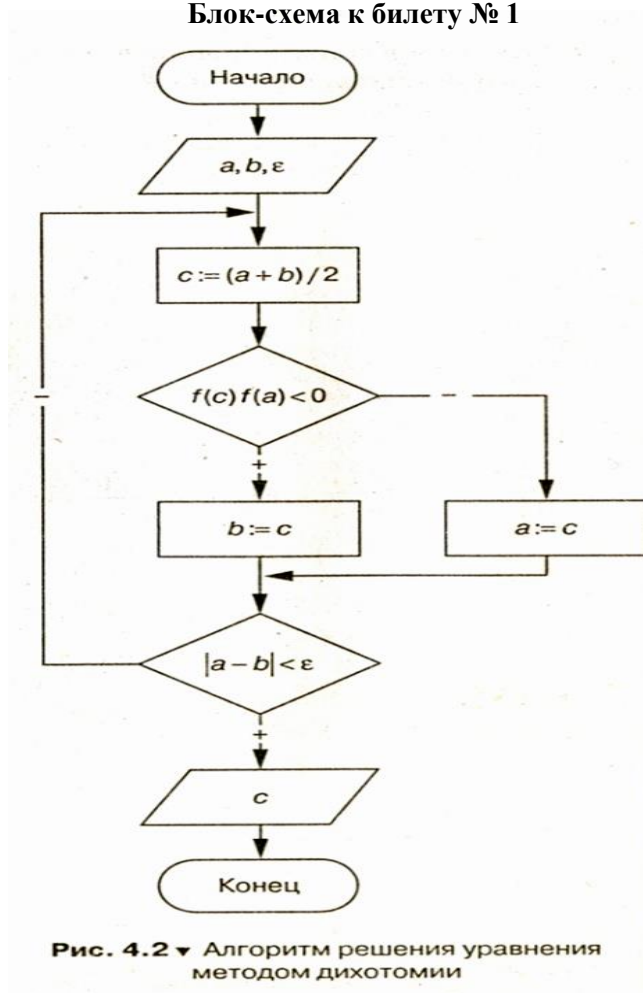 Блок-схема к билету № 1
Начало
a, b, ε
c := (a + b) / 2
f(c) f(a) < 0
–
–
+
b := c
a := c
|a – b| < ε
+
c
Конец
Рис. 4.2 ▾ Алгоритм решения уравнения
методом дихотомии